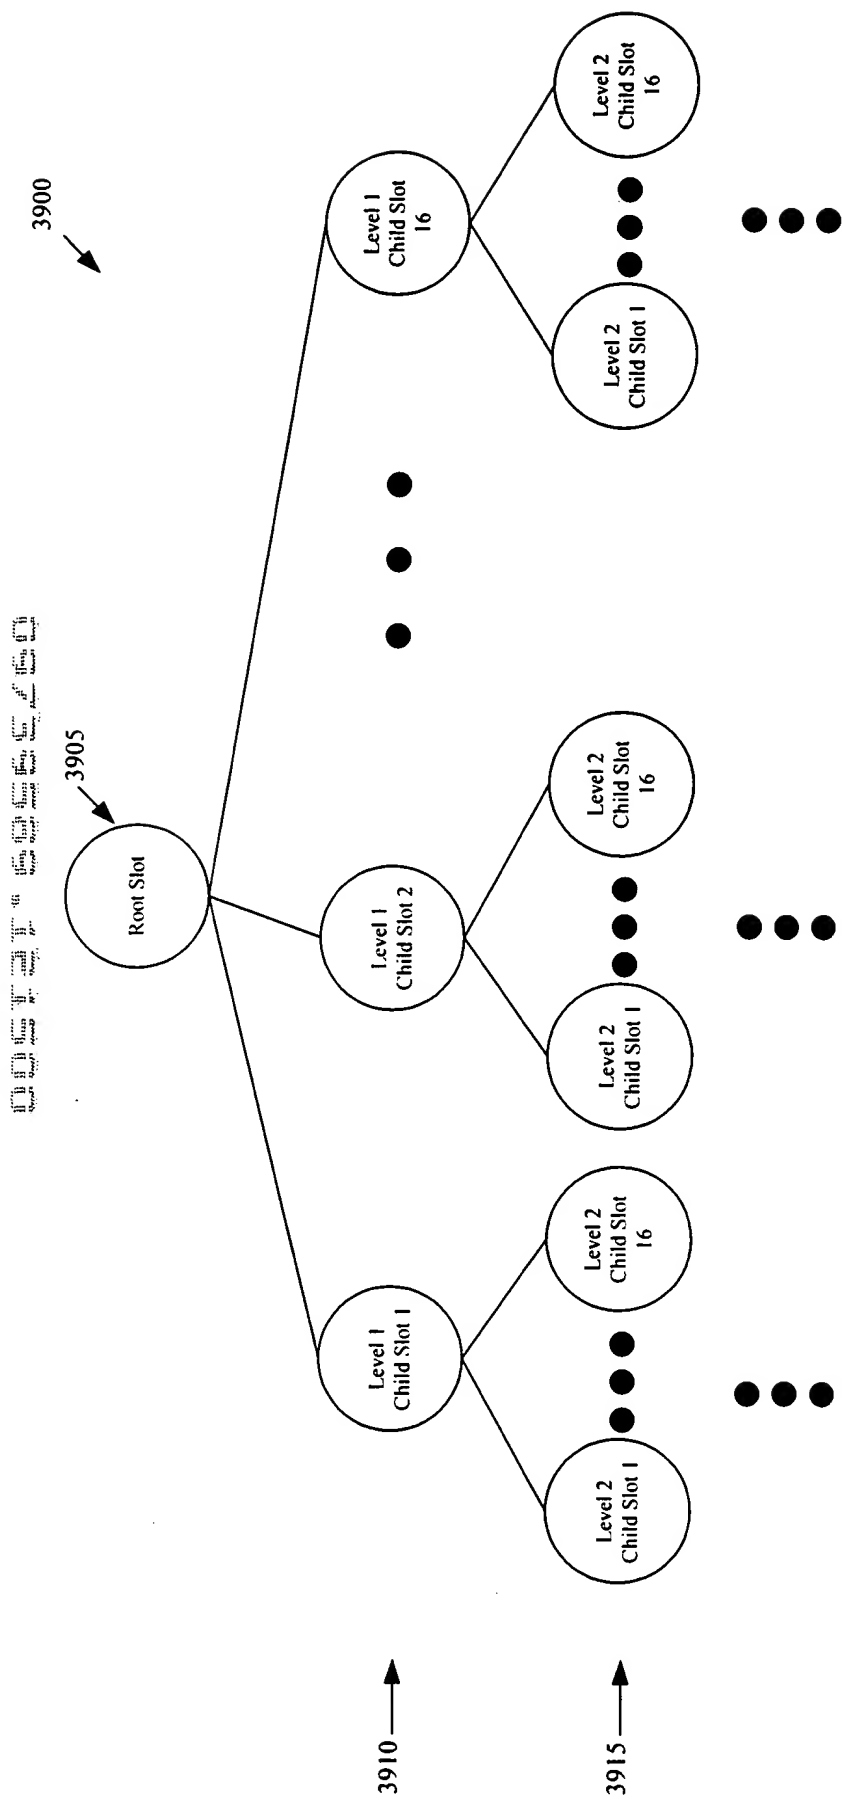 3900
3905
Root Slot
3910
Level 1
Child Slot 1
Level 1
Child Slot 2
Level 1
Child Slot
16
3915
Level 2
Child Slot 1
Level 2
Child Slot
16
Level 2
Child Slot 1
Level 2
Child Slot
16
Level 2
Child Slot 1
Level 2
Child Slot
16